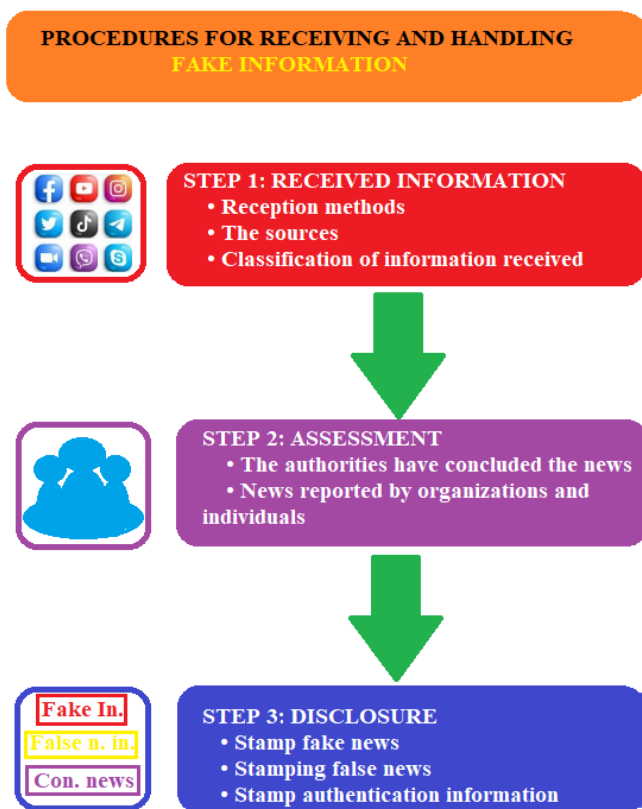 PROCEDURES FOR RECEIVING AND HANDLING
FAKE INFORMATION
STEP 1: RECEIVED INFORMATION
• Reception methods
• The sources
• Classification of information received
STEP 2: ASSESSMENT
• The authorities have concluded the news
• News reported by organizations and
individuals
Fake In.
False n. in.
Con. news
STEP 3: DISCLOSURE
• Stamp fake news
• Stamping false news
• Stamp authentication information